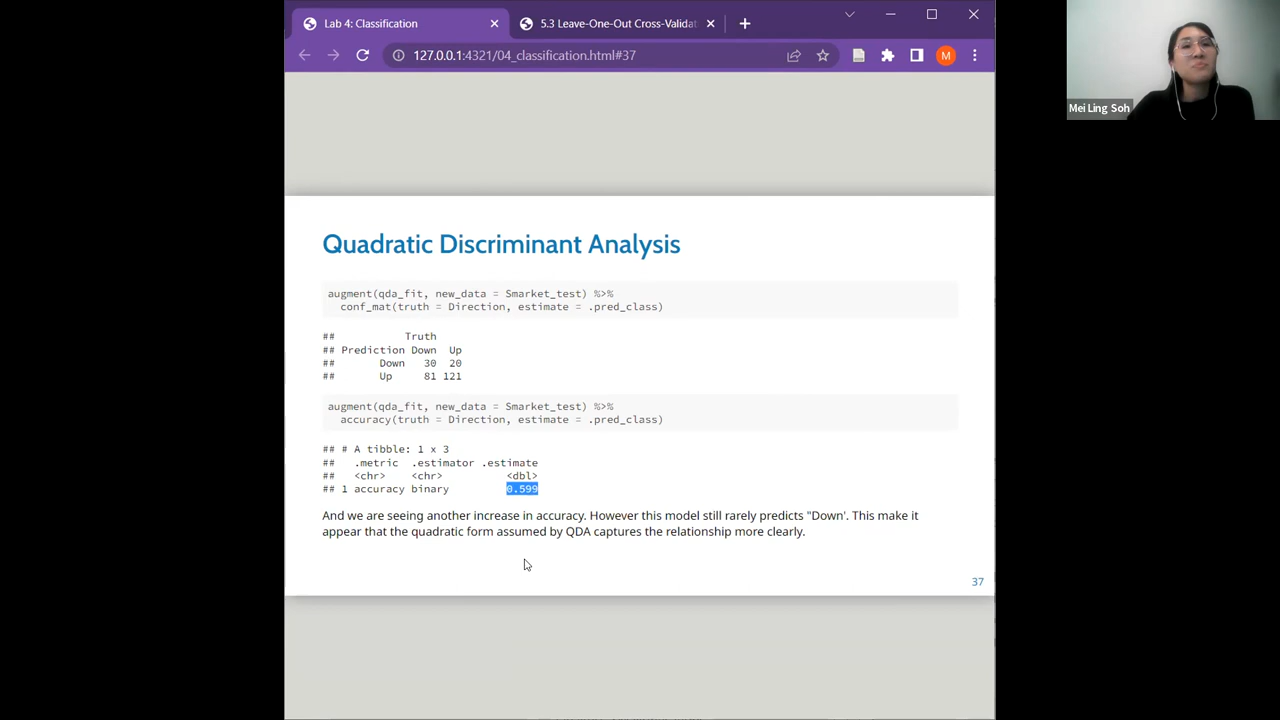 Lab 4: Classification
5.3 Leave-One-Out Cross-Validat
127.0.0.1:4321/04_classification.html#37
M
Mei Ling Soh
Quadratic Discriminant Analysis
augment(qda_fit, new_data = Smarket_test) %>%
conf_mat(truth = Direction, estimate = .pred_class)
## Truth
## Prediction Down Up
## Down 30 20
## Up 81 121
augment(qda_fit, new_data = Smarket_test) %>%
accuracy(truth = Direction, estimate = .pred_class)
## # A tibble: 1 x 3
## .metric .estimator .estimate
## <chr> <chr> <dbl>
## 1 accuracy binary 0.599
And we are seeing another increase in accuracy. However this model still rarely predicts "Down'. This make it
appear that the quadratic form assumed by QDA captures the relationship more clearly.
37